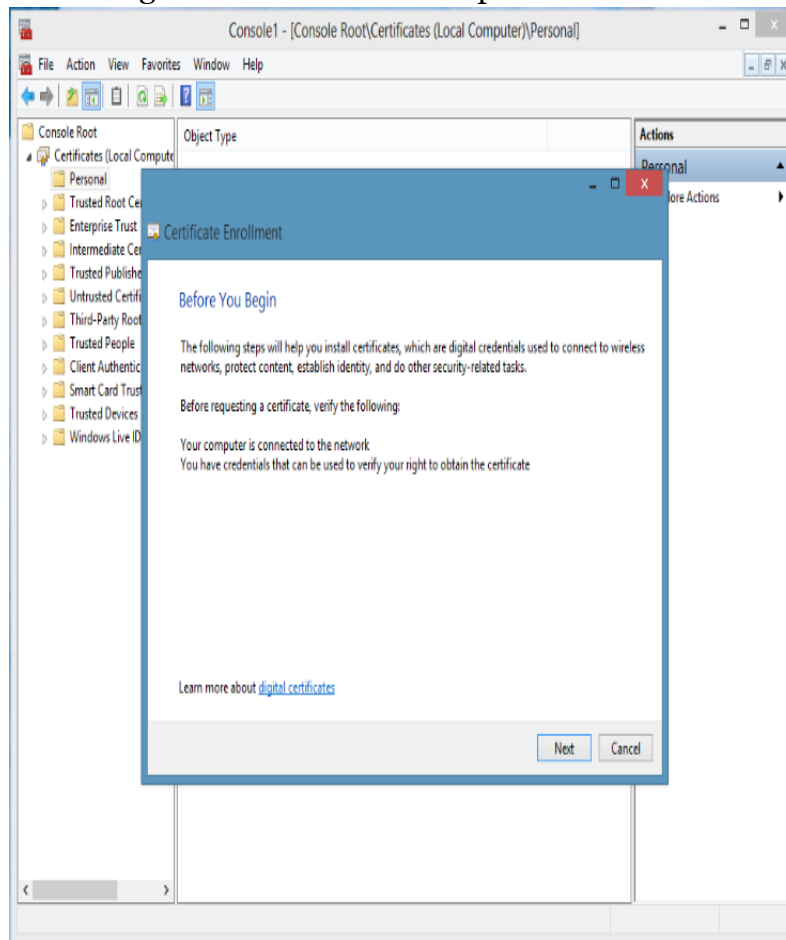 Console1 - [Console Root\Certificates (Local Computer)\Personal]
File Action View Favorites Window Help
Console Root
Certificates (Local Compute
Personal
Trusted Root Cer
Enterprise Trust
Intermediate Cer
Trusted Publishe
Untrusted Certifi
Third-Party Root
Trusted People
Client Authentic
Smart Card Trust
Trusted Devices
Windows Live ID
Object Type
Actions
Personal
ore Actions
Certificate Enrollment
Before You Begin
The following steps will help you install certificates, which are digital credentials used to connect to wireless
networks, protect content, establish identity, and do other security-related tasks.
Before requesting a certificate, verify the following:
Your computer is connected to the network
You have credentials that can be used to verify your right to obtain the certificate
Learn more about digital certificates
Next Cancel